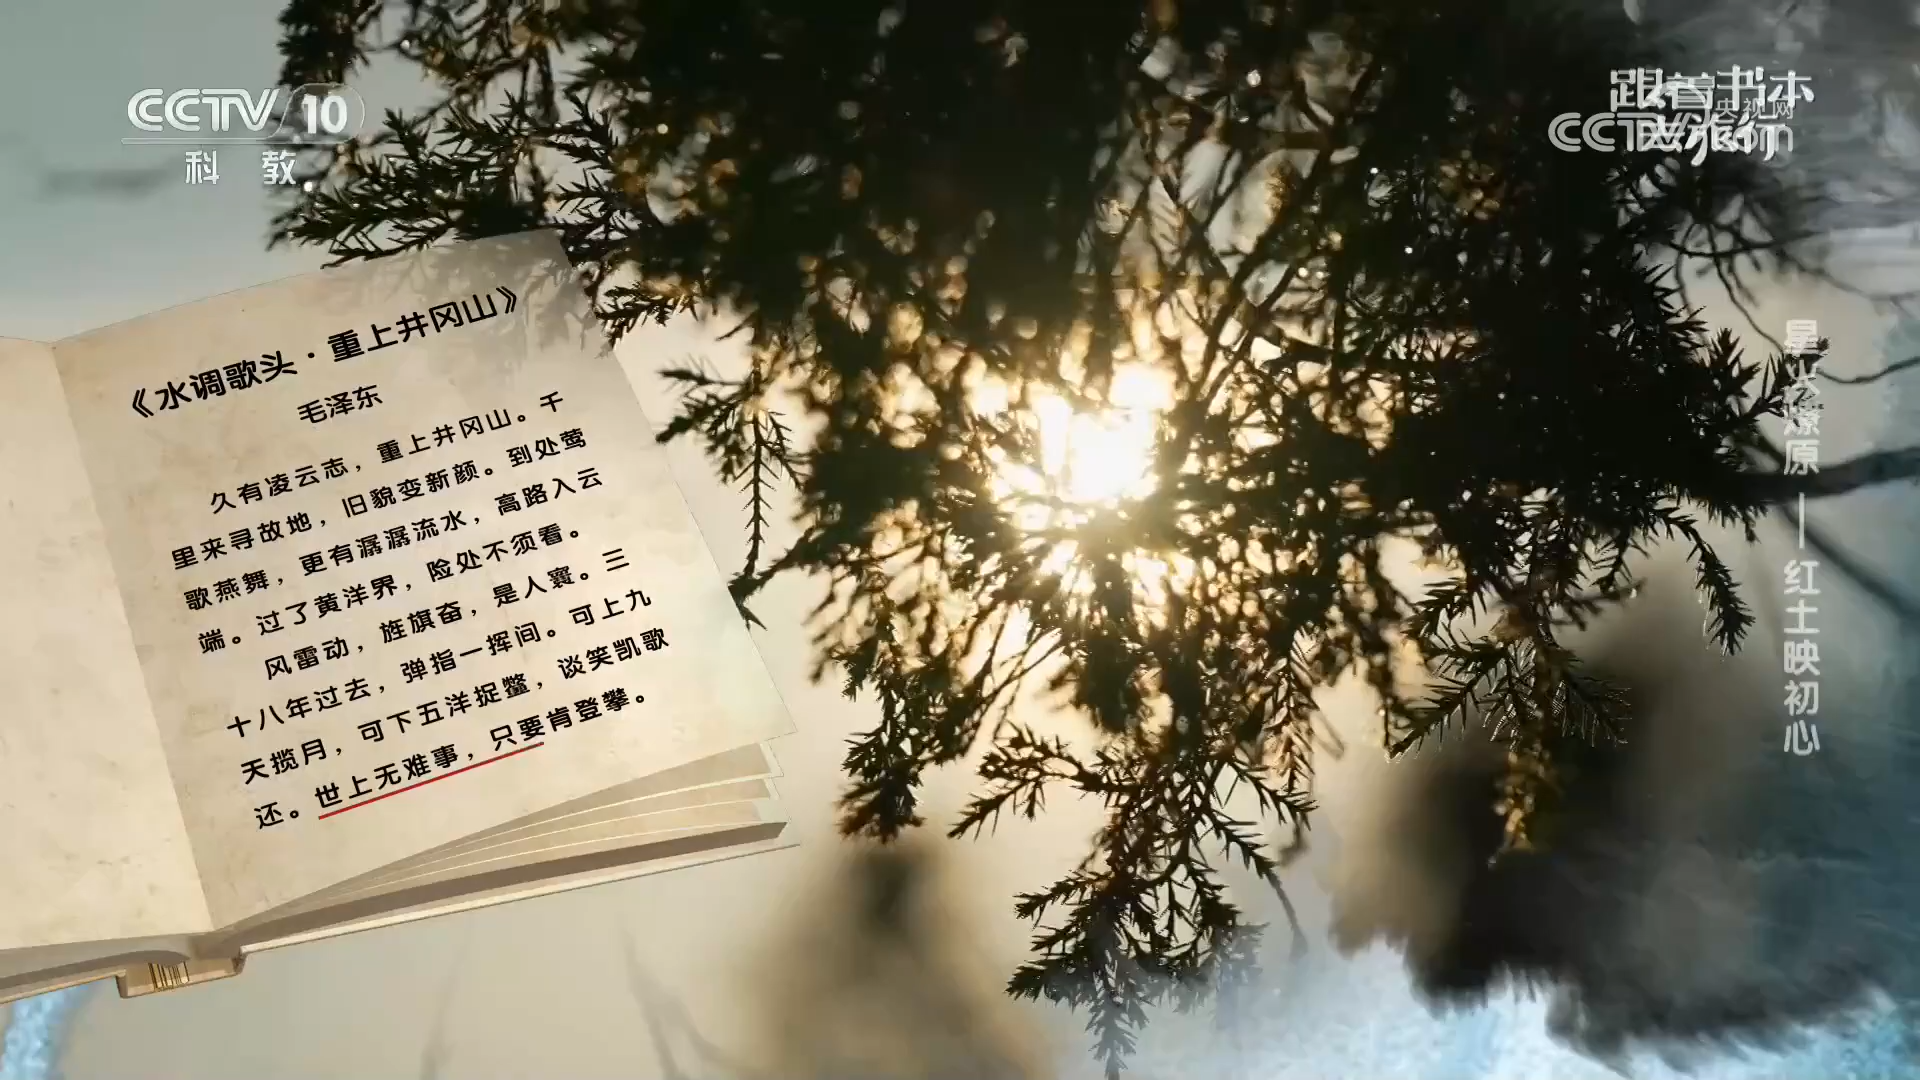 CCTV 10
科教
跟着书本
去旅行
央视网
CCTV.com
《水调歌头·重上井冈山》
毛泽东
久有凌云志，重上井冈山。千
里来寻故地，旧貌变新颜。到处莺
歌燕舞，更有潺潺流水，高路入云
端。过了黄洋界，险处不须看。
风雷动，旌旗奋，是人寰。三
十八年过去，弹指一挥间。可上九
天揽月，可下五洋捉鳖，谈笑凯歌
还。世上无难事，只要肯登攀。
星火燎原——红土映初心